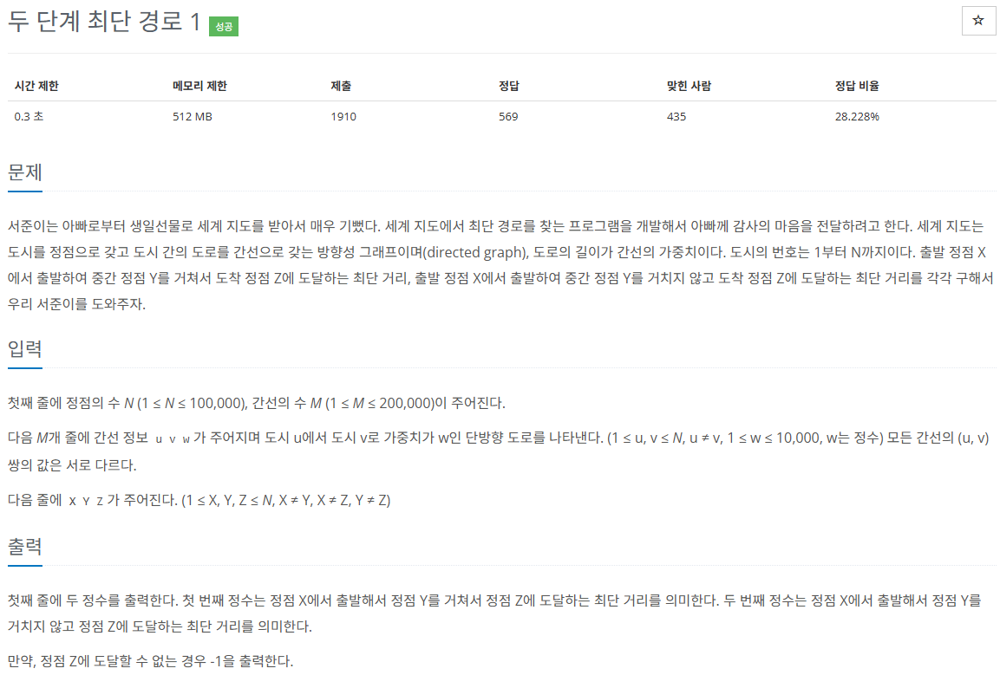 두 단계 최단 경로 1 성공
☆
시간 제한 메모리 제한 제출 정답 맞힌 사람 정답 비율
0.3 초 512 MB 1910 569 435 28.228%
문제
서준이는 아빠로부터 생일선물로 세계 지도를 받아서 매우 기뻤다. 세계 지도에서 최단 경로를 찾는 프로그램을 개발해서 아빠께 감사의 마음을 전달하려고 한다. 세계 지도는
도시를 정점으로 갖고 도시 간의 도로를 간선으로 갖는 방향성 그래프이며(directed graph), 도로의 길이가 간선의 가중치이다. 도시의 번호는 1부터 N까지이다. 출발 정점 X
에서 출발하여 중간 정점 Y를 거쳐서 도착 정점 Z에 도달하는 최단 거리, 출발 정점 X에서 출발하여 중간 정점 Y를 거치지 않고 도착 정점 Z에 도달하는 최단 거리를 각각 구해서
우리 서준이를 도와주자.
입력
첫째 줄에 정점의 수 N (1 ≤ N ≤ 100,000), 간선의 수 M (1 ≤ M ≤ 200,000)이 주어진다.
다음 M개 줄에 간선 정보 u v w 가 주어지며 도시 u에서 도시 v로 가중치가 w인 단방향 도로를 나타낸다. (1 ≤ u, v ≤ N, u ≠ v, 1 ≤ w ≤ 10,000, w는 정수) 모든 간선의 (u, v)
쌍의 값은 서로 다르다.
다음 줄에 X Y Z 가 주어진다. (1 ≤ X, Y, Z ≤ N, X ≠ Y, X ≠ Z, Y ≠ Z)
출력
첫째 줄에 두 정수를 출력한다. 첫 번째 정수는 정점 X에서 출발해서 정점 Y를 거쳐서 정점 Z에 도달하는 최단 거리를 의미한다. 두 번째 정수는 정점 X에서 출발해서 정점 Y를
거치지 않고 정점 Z에 도달하는 최단 거리를 의미한다.
만약, 정점 Z에 도달할 수 없는 경우 -1을 출력한다.